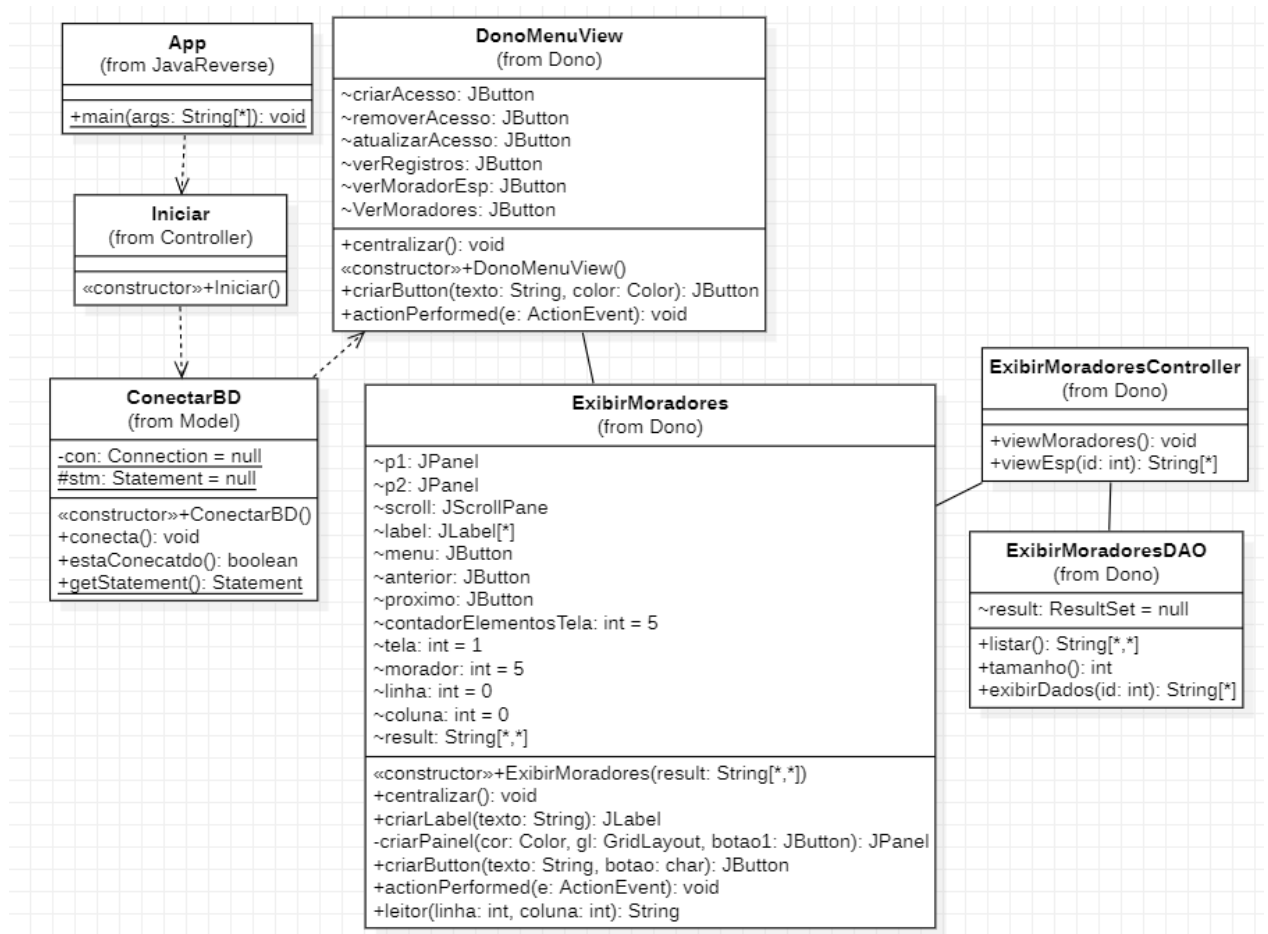 App
(from JavaReverse)
+main(args: String[*]): void
Iniciar
(from Controller)
«constructor»+Iniciar()
ConectarBD
(from Model)
-con: Connection = null
#stm: Statement = null
«constructor»+ConectarBD()
+conecta(): void
+estaConecatdo(): boolean
+getStatement(): Statement
DonoMenuView
(from Dono)
~criarAcesso: JButton
~removerAcesso: JButton
~atualizarAcesso: JButton
~verRegistros: JButton
~verMoradorEsp: JButton
~VerMoradores: JButton
+centralizar(): void
«constructor»+DonoMenuView()
+criarButton(texto: String, color: Color): JButton
+actionPerformed(e: ActionEvent): void
ExibirMoradores
(from Dono)
~p1: JPanel
~p2: JPanel
~scroll: JScrollPane
~label: JLabel[*]
~menu: JButton
~anterior: JButton
~proximo: JButton
~contadorElementosTela: int = 5
~tela: int = 1
~morador: int = 5
~linha: int = 0
~coluna: int = 0
~result: String[*,*]
«constructor»+ExibirMoradores(result: String[*,*])
+centralizar(): void
+criarLabel(texto: String): JLabel
-criarPainel(cor: Color, gl: GridLayout, botao1: JButton): JPanel
+criarButton(texto: String, botao: char): JButton
+actionPerformed(e: ActionEvent): void
+leitor(linha: int, coluna: int): String
ExibirMoradoresController
(from Dono)
+viewMoradores(): void
+viewEsp(id: int): String[*]
ExibirMoradoresDAO
(from Dono)
~result: ResultSet = null
+listar(): String[*,*]
+tamanho(): int
+exibirDados(id: int): String[*]